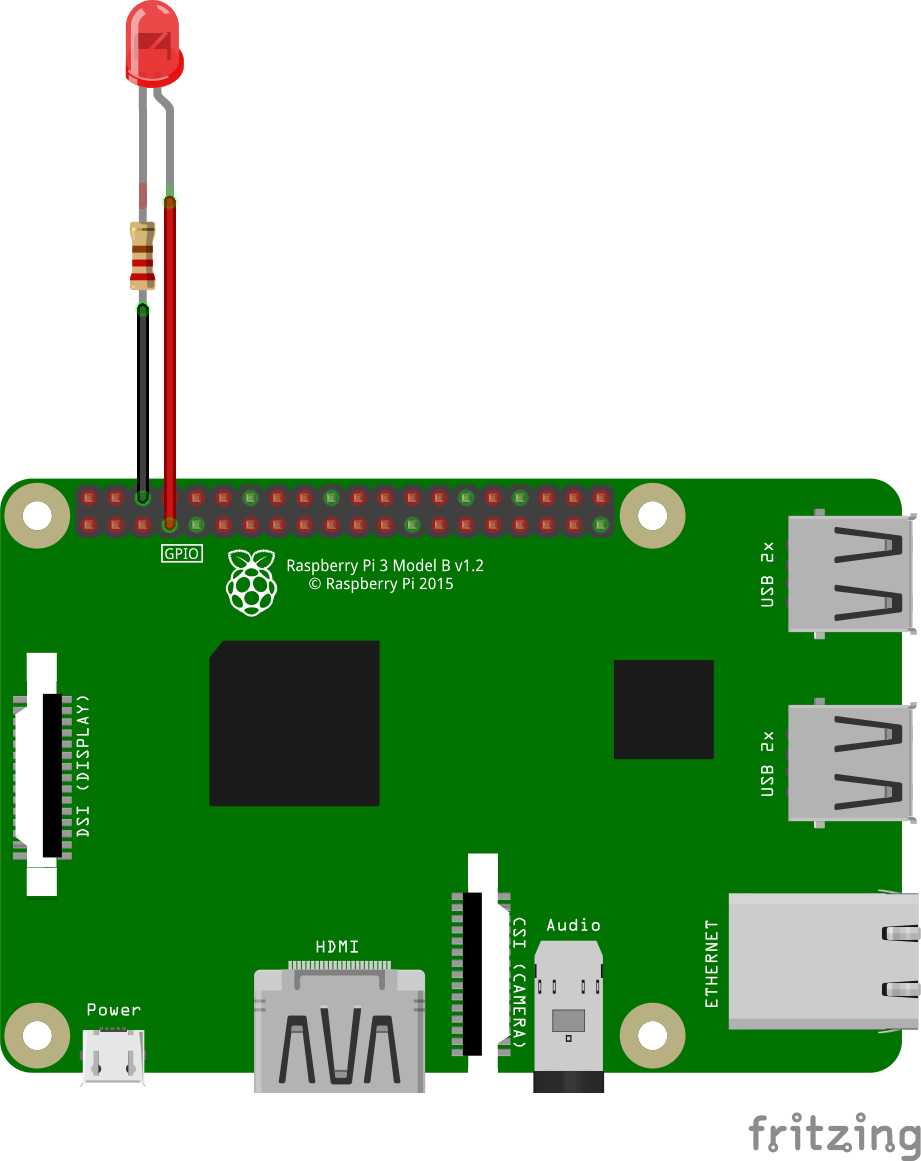 GPIO
Raspberry Pi 3 Model B v1.2
© Raspberry Pi 2015
USB 2x
DSI (DISPLAY)
USB 2x
HDMI
CSI (CAMERA)
Audio
ETHERNET
Power
fritzing